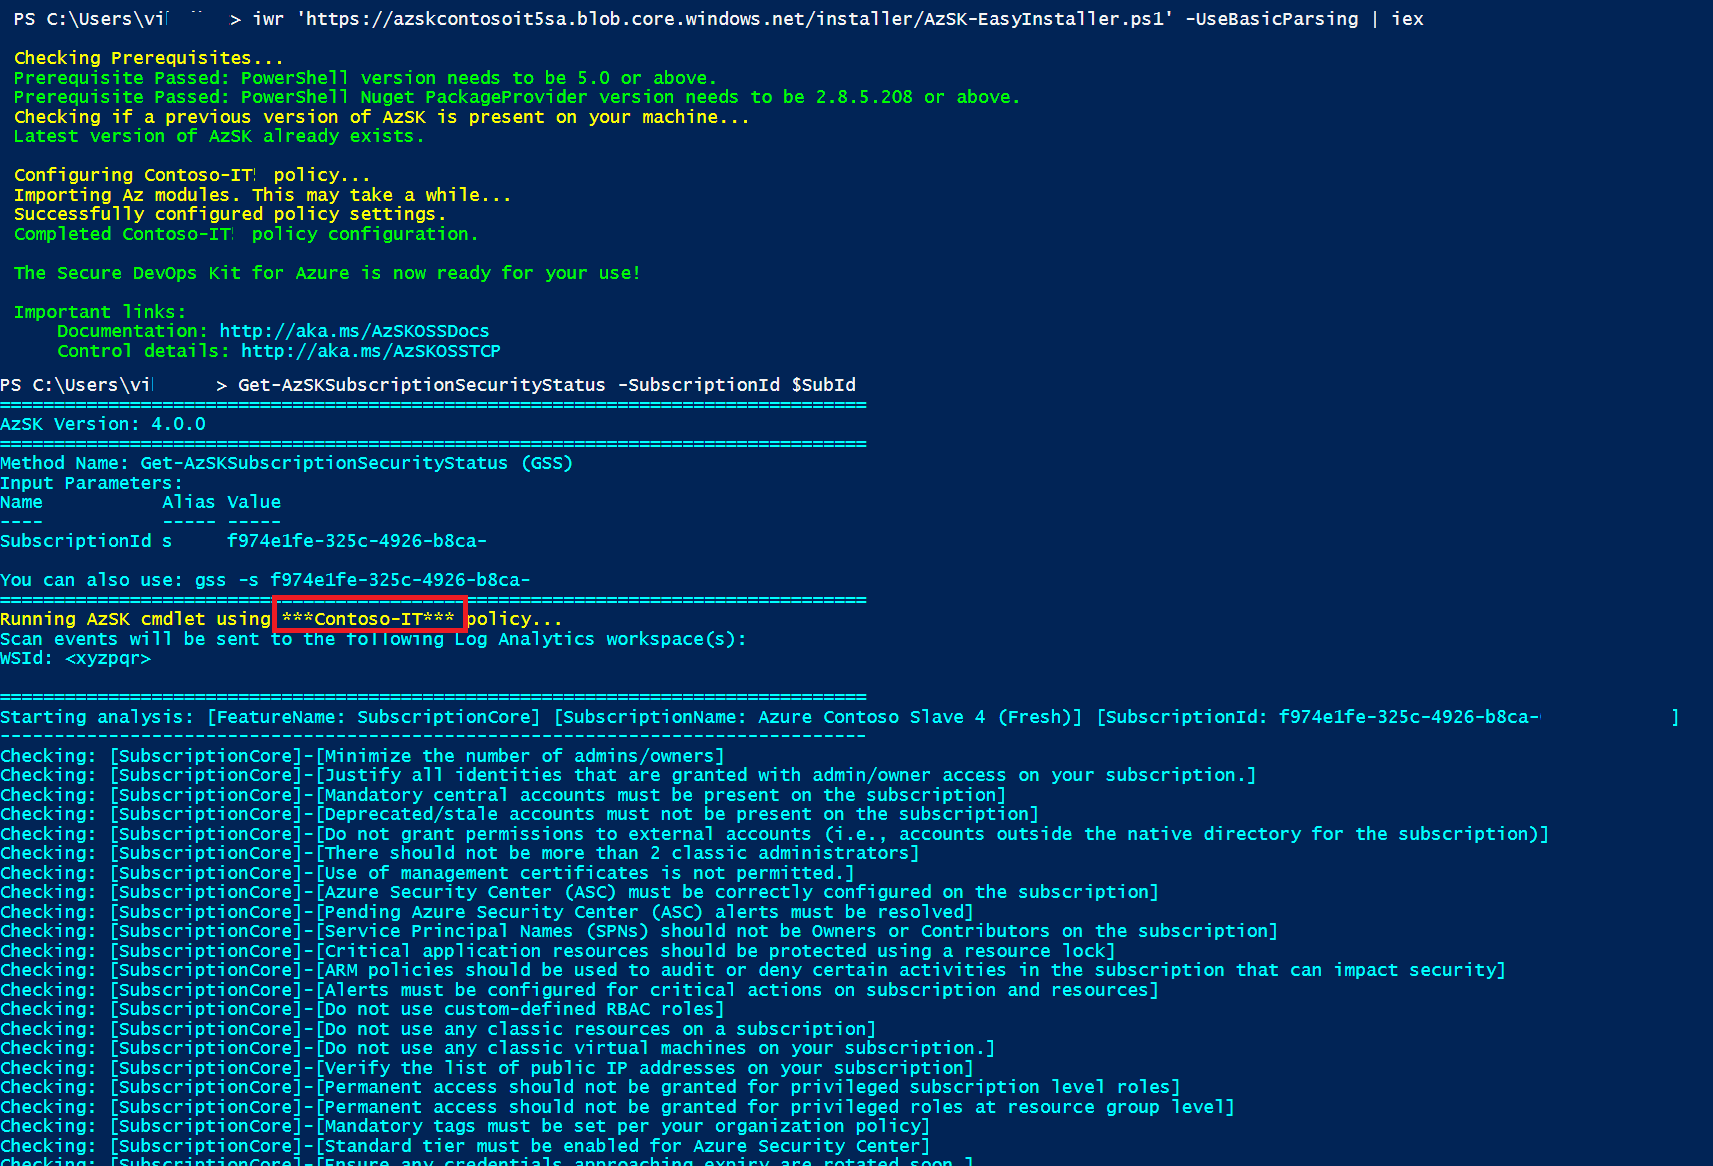 PS C:\Users\vi > iwr 'https://azskcontosoit5sa.blob.core.windows.net/installer/AzSK-EasyInstaller.ps1' -UseBasicParsing | iex
Checking Prerequisites...
Prerequisite Passed: PowerShell version needs to be 5.0 or above.
Prerequisite Passed: PowerShell Nuget PackageProvider version needs to be 2.8.5.208 or above.
Checking if a previous version of AzSK is present on your machine...
Latest version of AzSK already exists.
Configuring Contoso-IT policy...
Importing Az modules. This may take a while...
Successfully configured policy settings.
Completed Contoso-IT policy configuration.
The Secure DevOps Kit for Azure is now ready for your use!
Important links:
Documentation: http://aka.ms/AzSKOSSDocs
Control details: http://aka.ms/AzSKOSSTCP
PS C:\Users\vi > Get-AzSKSubscriptionSecurityStatus -SubscriptionId $SubId
================================================================================
AzSK Version: 4.0.0
================================================================================
Method Name: Get-AzSKSubscriptionSecurityStatus (GSS)
Input Parameters:
Name Alias Value
---- ----- -----
SubscriptionId s f974e1fe-325c-4926-b8ca-
You can also use: gss -s f974e1fe-325c-4926-b8ca-
================================================================================
Running AzSK cmdlet using ***Contoso-IT*** policy...
Scan events will be sent to the following Log Analytics workspace(s):
WSId: <xyzpqr>
================================================================================
Starting analysis: [FeatureName: SubscriptionCore] [SubscriptionName: Azure Contoso Slave 4 (Fresh)] [SubscriptionId: f974e1fe-325c-4926-b8ca- ]
--------------------------------------------------------------------------------
Checking: [SubscriptionCore]-[Minimize the number of admins/owners]
Checking: [SubscriptionCore]-[Justify all identities that are granted with admin/owner access on your subscription.]
Checking: [SubscriptionCore]-[Mandatory central accounts must be present on the subscription]
Checking: [SubscriptionCore]-[Deprecated/stale accounts must not be present on the subscription]
Checking: [SubscriptionCore]-[Do not grant permissions to external accounts (i.e., accounts outside the native directory for the subscription)]
Checking: [SubscriptionCore]-[There should not be more than 2 classic administrators]
Checking: [SubscriptionCore]-[Use of management certificates is not permitted.]
Checking: [SubscriptionCore]-[Azure Security Center (ASC) must be correctly configured on the subscription]
Checking: [SubscriptionCore]-[Pending Azure Security Center (ASC) alerts must be resolved]
Checking: [SubscriptionCore]-[Service Principal Names (SPNs) should not be Owners or Contributors on the subscription]
Checking: [SubscriptionCore]-[Critical application resources should be protected using a resource lock]
Checking: [SubscriptionCore]-[ARM policies should be used to audit or deny certain activities in the subscription that can impact security]
Checking: [SubscriptionCore]-[Alerts must be configured for critical actions on subscription and resources]
Checking: [SubscriptionCore]-[Do not use custom-defined RBAC roles]
Checking: [SubscriptionCore]-[Do not use any classic resources on a subscription]
Checking: [SubscriptionCore]-[Do not use any classic virtual machines on your subscription.]
Checking: [SubscriptionCore]-[Verify the list of public IP addresses on your subscription]
Checking: [SubscriptionCore]-[Permanent access should not be granted for privileged subscription level roles]
Checking: [SubscriptionCore]-[Permanent access should not be granted for privileged roles at resource group level]
Checking: [SubscriptionCore]-[Mandatory tags must be set per your organization policy]
Checking: [SubscriptionCore]-[Standard tier must be enabled for Azure Security Center]
Checking: [SubscriptionCore]-[Ensure any credentials approaching expiry are rotated soon.]